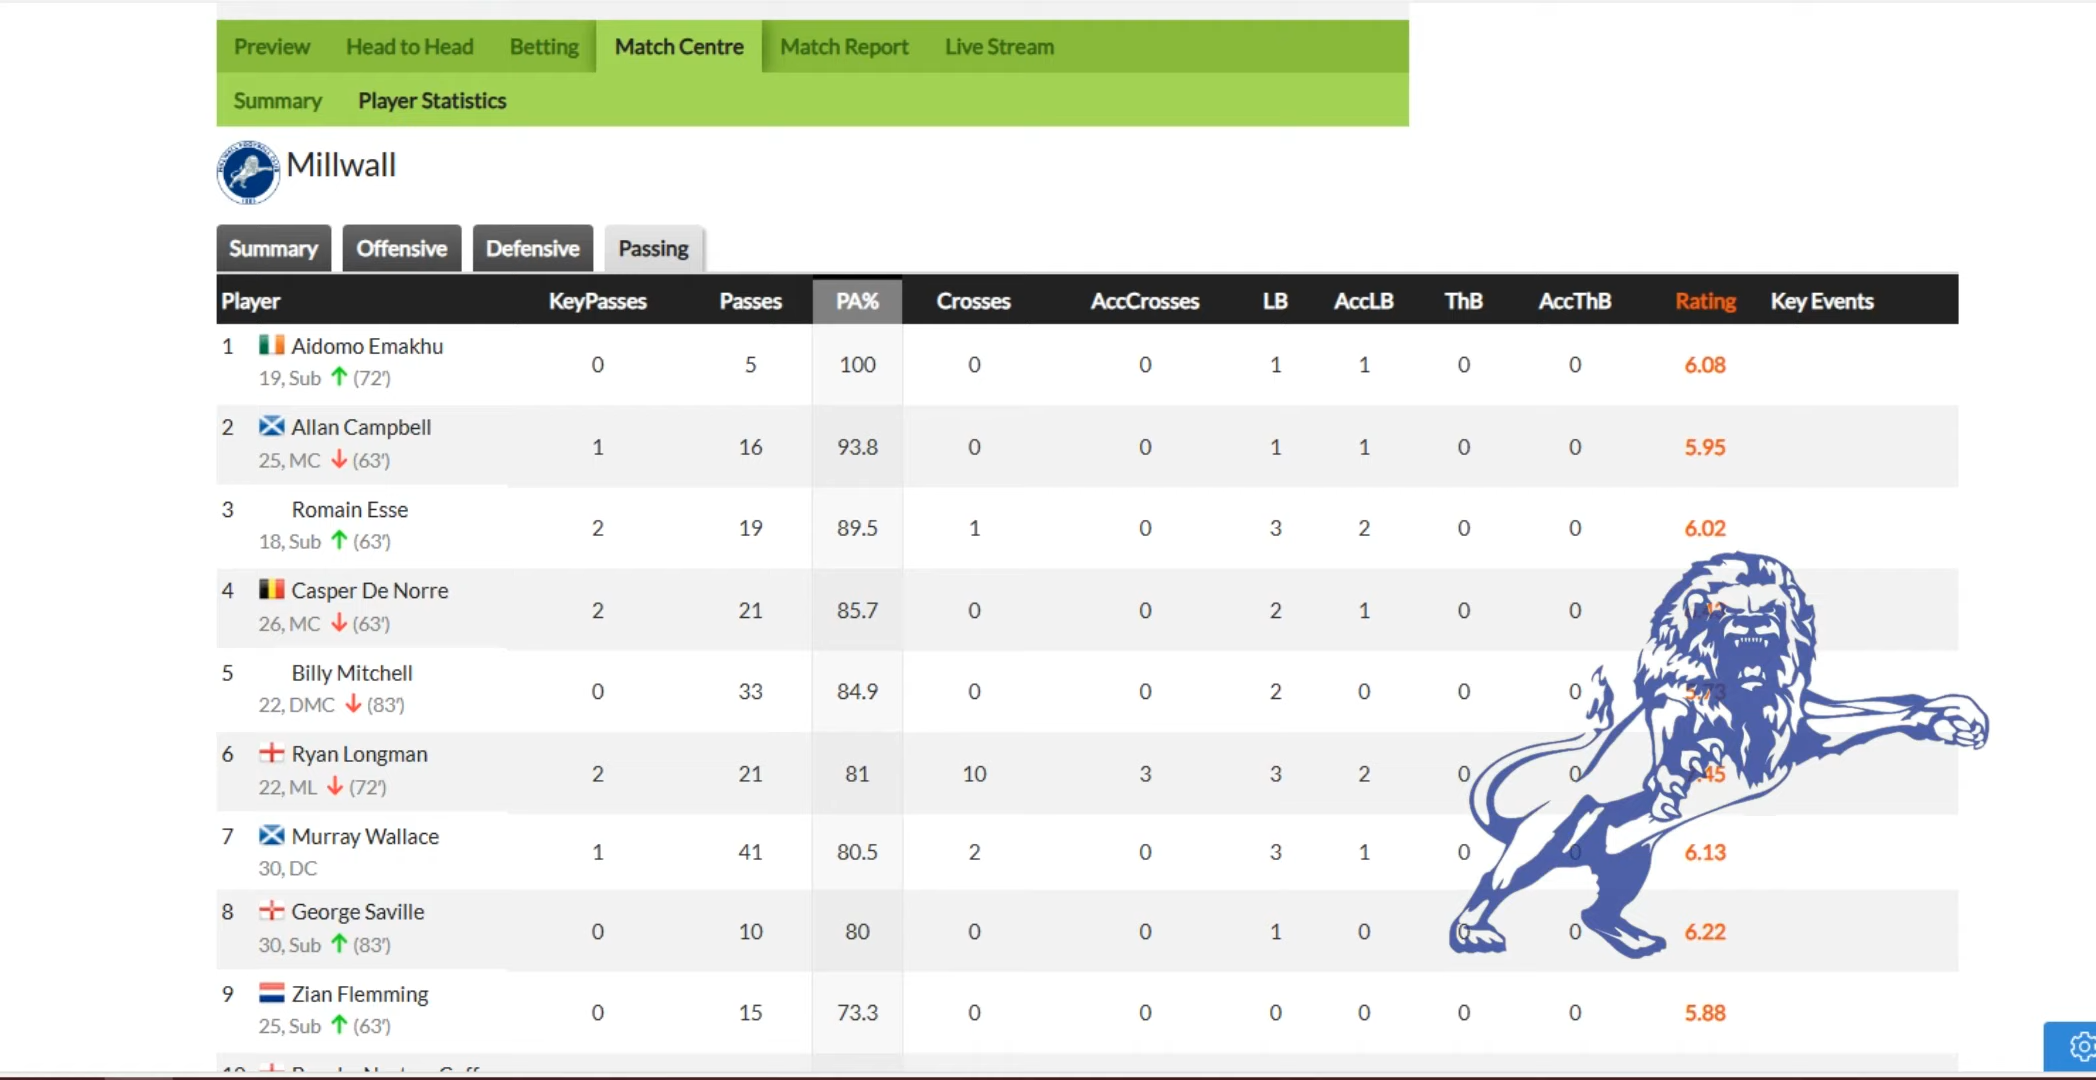 Preview Head to Head Betting Match Centre Match Report Live Stream
Summary Player Statistics
Millwall
Summary Offensive Defensive Passing
Player KeyPasses Passes PA% Crosses AccCrosses LB AccLB ThB AccThB Rating Key Events
1 Aidomo Emakhu 0 5 100 0 0 1 1 0 0 6.08
19, Sub (72')
2 Allan Campbell 1 16 93.8 0 0 1 1 0 0 5.95
25, MC (63')
3 Romain Esse 2 19 89.5 1 0 3 2 0 0 6.02
18, Sub (63')
4 Casper De Norre 2 21 85.7 0 0 2 1 0 0
26, MC (63')
5 Billy Mitchell 0 33 84.9 0 0 2 0 0 0 5.73
22, DMC (83')
6 Ryan Longman 2 21 81 10 3 3 2 0 0
22, ML (72')
7 Murray Wallace 1 41 80.5 2 0 3 1 0 0 6.13
30, DC
8 George Saville 0 10 80 0 0 1 0 0 0 6.22
30, Sub (83')
9 Zian Flemming 0 15 73.3 0 0 0 0 0 0 5.88
25, Sub (63')